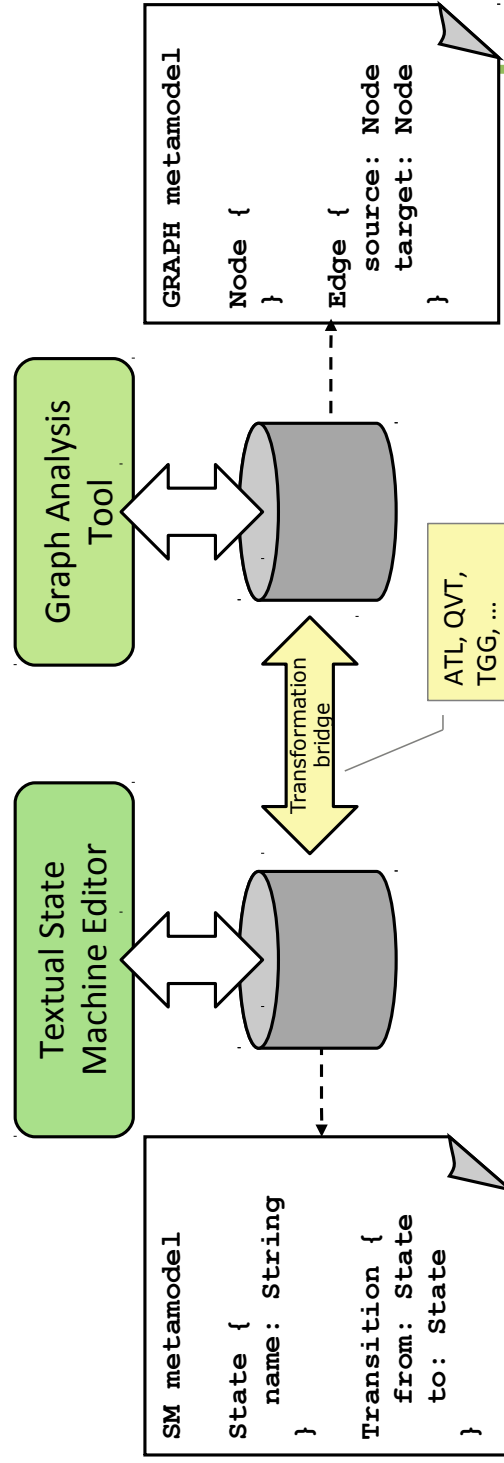 Textual State
Machine Editor
Graph Analysis
Tool
SM metamodel
State {
name: String
}
Transition {
from: State
to: State
}
Transformation
bridge
ATL, QVT,
TGG, ...
GRAPH metamodel
Node {
}
Edge {
source: Node
target: Node
}